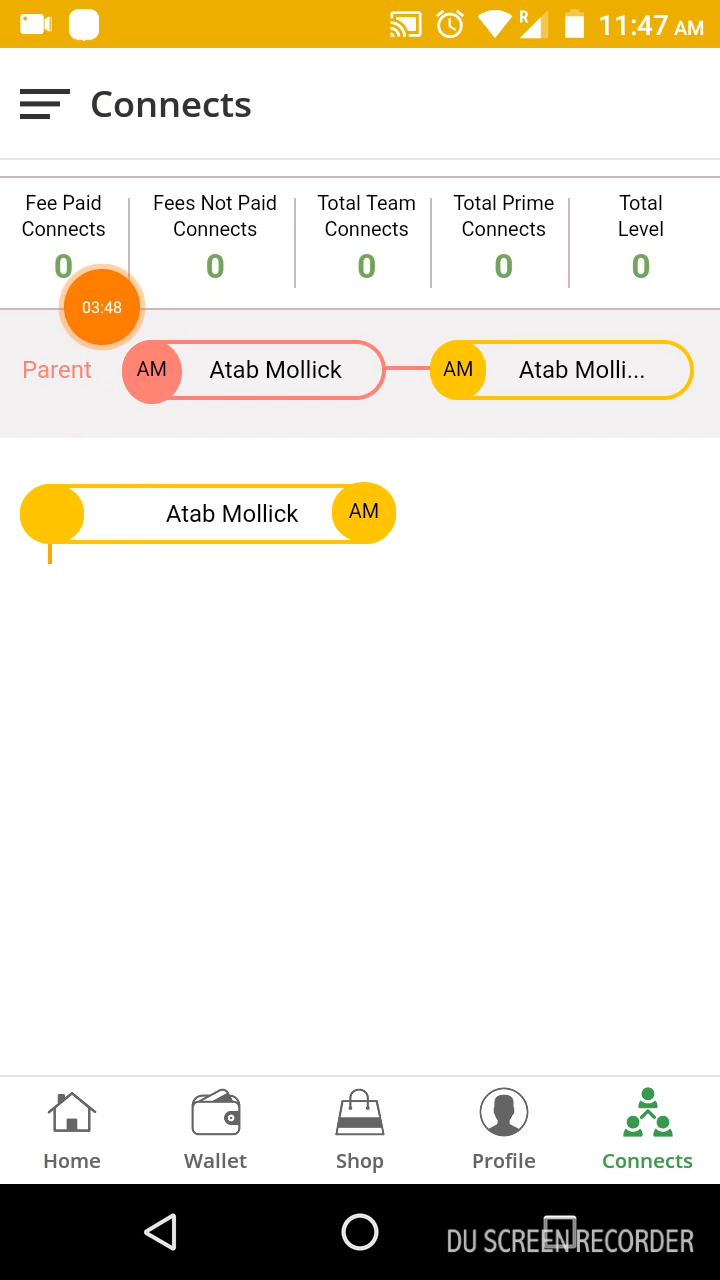 R
11:47 AM
Connects
Fee Paid Connects
0
Fees Not Paid Connects
0
Total Team Connects
0
Total Prime Connects
0
Total Level
0
03:48
Parent
AM
Atab Mollick
AM
Atab Molli...
Atab Mollick
AM
Home
Wallet
Shop
Profile
Connects
DU SCREEN RECORDER